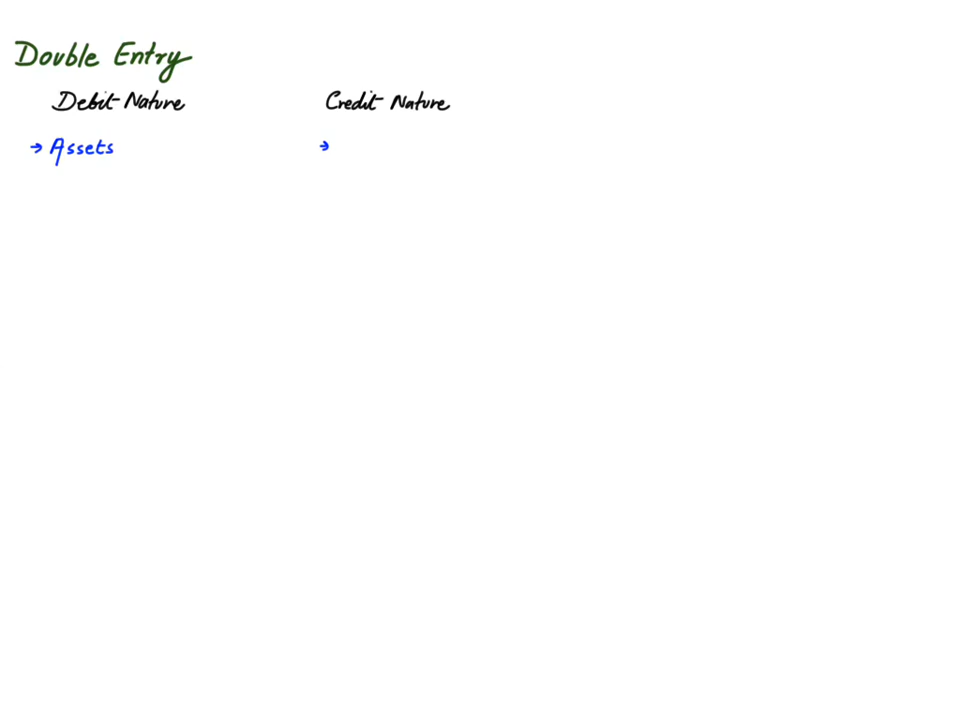 Double Entry
Debit Nature Credit Nature
→ Assets →